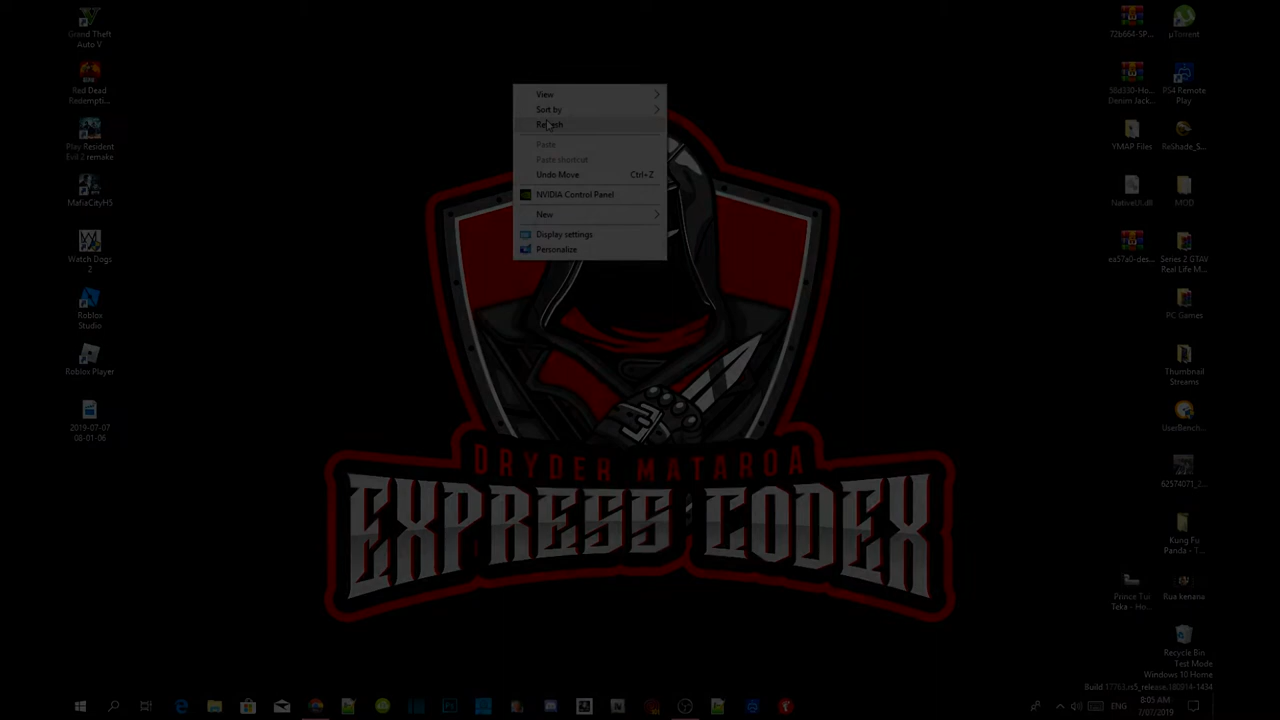 Grand Theft
Auto V
Red Dead
Redempti...
Play Resident
Evil 2 remake
MafiaCityHS
Watch Dogs
2
Roblox
Studio
Roblox Player
2019-07-07
08-01-06
View
Sort by
Refresh
Paste
Paste shortcut
Undo Move Ctrl+Z
NVIDIA Control Panel
New
Display settings
Personalize
DRYDER MATAROA
EXPRESS CODEX
72b664-SP...
µTorrent
Denim Jack...
PS4 Remote
Play
YMAP Files
ReShade_S...
MOD
ea57a0-des...
Series 2 GTAV
Real Life M...
PC Games
Thumbnail
Streams
UserBench...
62574071_2...
Kung Fu
Panda - T...
Prince Tui
Teka - Ho...
Rua kenana
Recycle Bin
Test Mode
Windows 10 Home
Build 17763.rs5_release.180914-1434
ENG
8:05 AM
7/07/2019